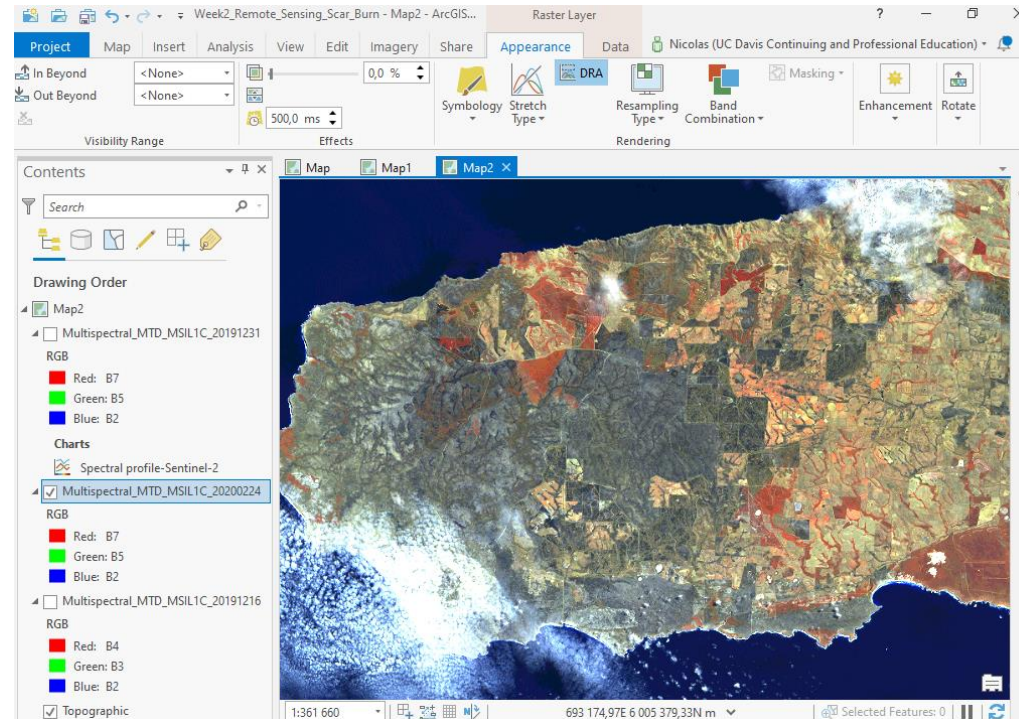 Week2_Remote_Sensing_Scar_Burn - Map2 - ArcGIS...
Raster Layer
?
Project Map Insert Analysis View Edit Imagery Share Appearance Data Nicolas (UC Davis Continuing and Professional Education)
In Beyond <None> 0,0 % DRA Masking
Out Beyond <None>
500,0 ms
Symbology Stretch Type Resampling Type Band Combination Enhancement Rotate
Visibility Range Effects Rendering
Contents
Map Map1 Map2
Search
Drawing Order
Map2
Multispectral_MTD_MSIL1C_20191231
RGB
Red: B7
Green: B5
Blue: B2
Charts
Spectral profile-Sentinel-2
Multispectral_MTD_MSIL1C_20200224
RGB
Red: B7
Green: B5
Blue: B2
Multispectral_MTD_MSIL1C_20191216
RGB
Red: B4
Green: B3
Blue: B2
Topographic
1:361 660 693 174,97E 6 005 379,33N m Selected Features: 0